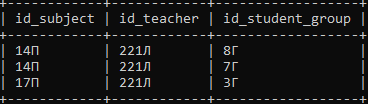 id_subject | id_teacher | id_student_group
14П | 221Л | 8Г
14П | 221Л | 7Г
17П | 221Л | 3Г